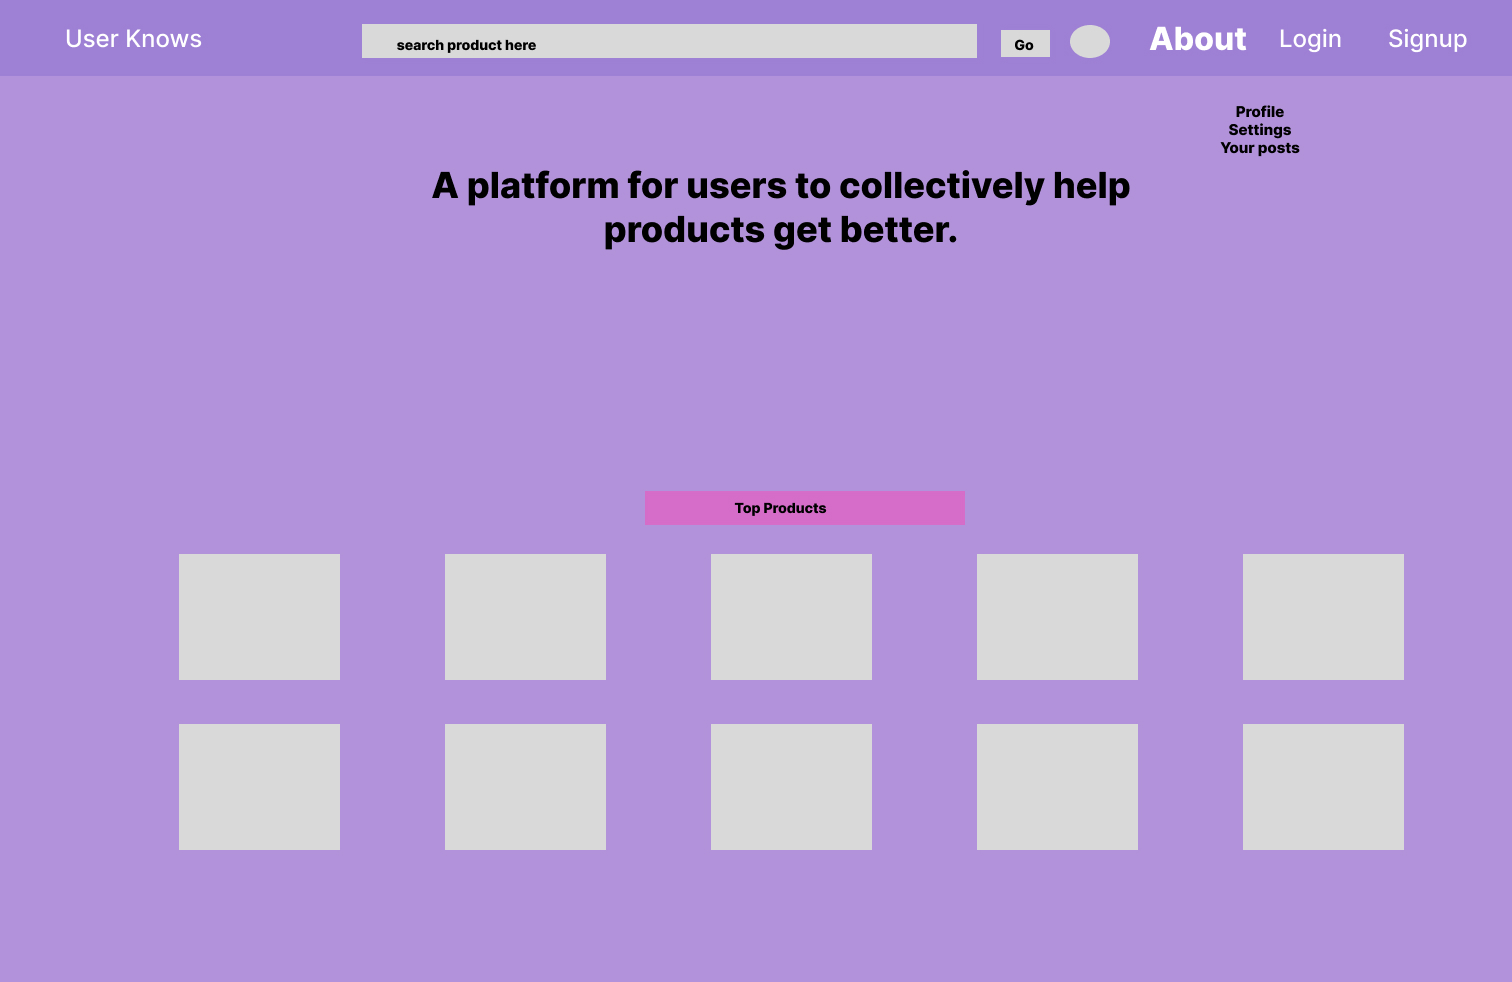 User Knows
search product here
Go
About
Login
Signup
Profile
Settings
Your posts
A platform for users to collectively help
products get better.
Top Products